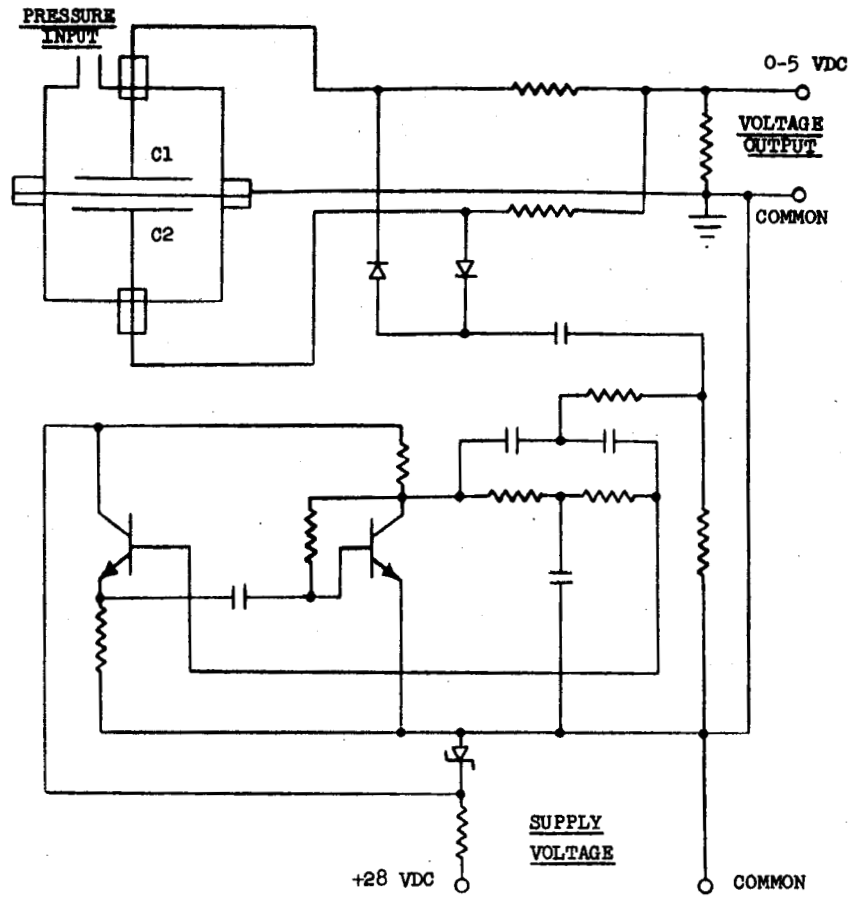 PRESSURE
INPUT
0-5 VDC
VOLTAGE
OUTPUT
C1
COMMON
C2
SUPPLY
VOLTAGE
+28 VDC
COMMON